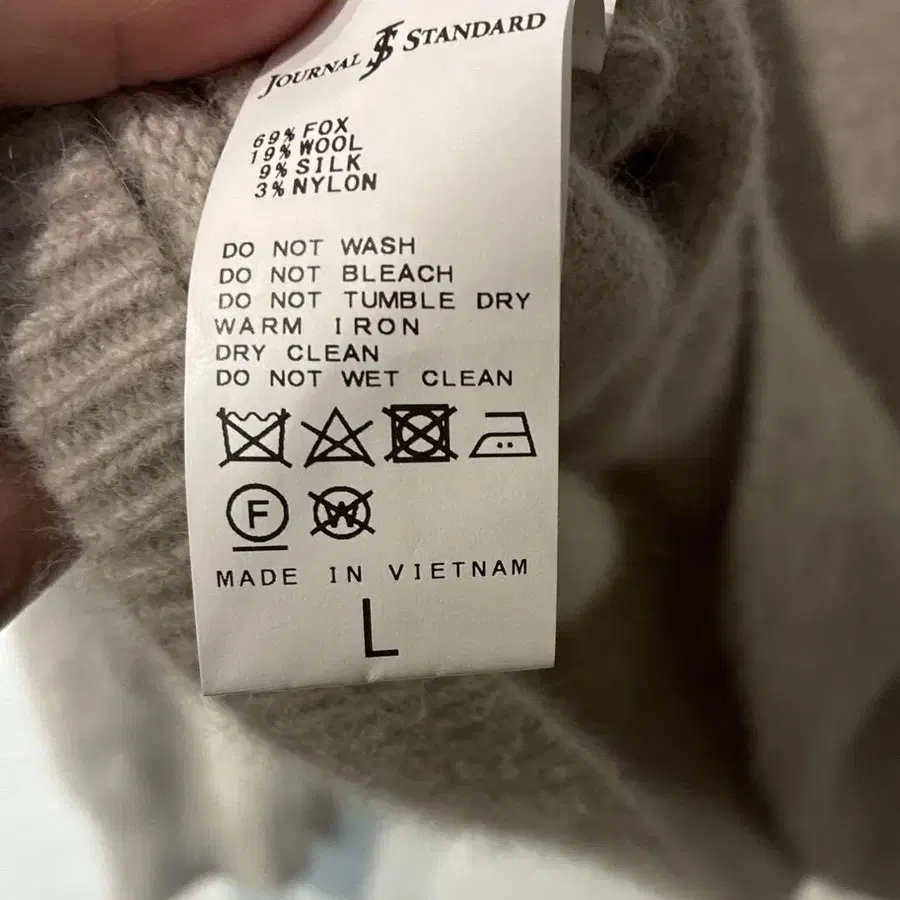 JOURNAL JS STANDARD
69% FOX
19% WOOL
9% SILK
3% NYLON
DO NOT WASH
DO NOT BLEACH
DO NOT TUMBLE DRY
WARM IRON
DRY CLEAN
DO NOT WET CLEAN
F W
MADE IN VIETNAM
L